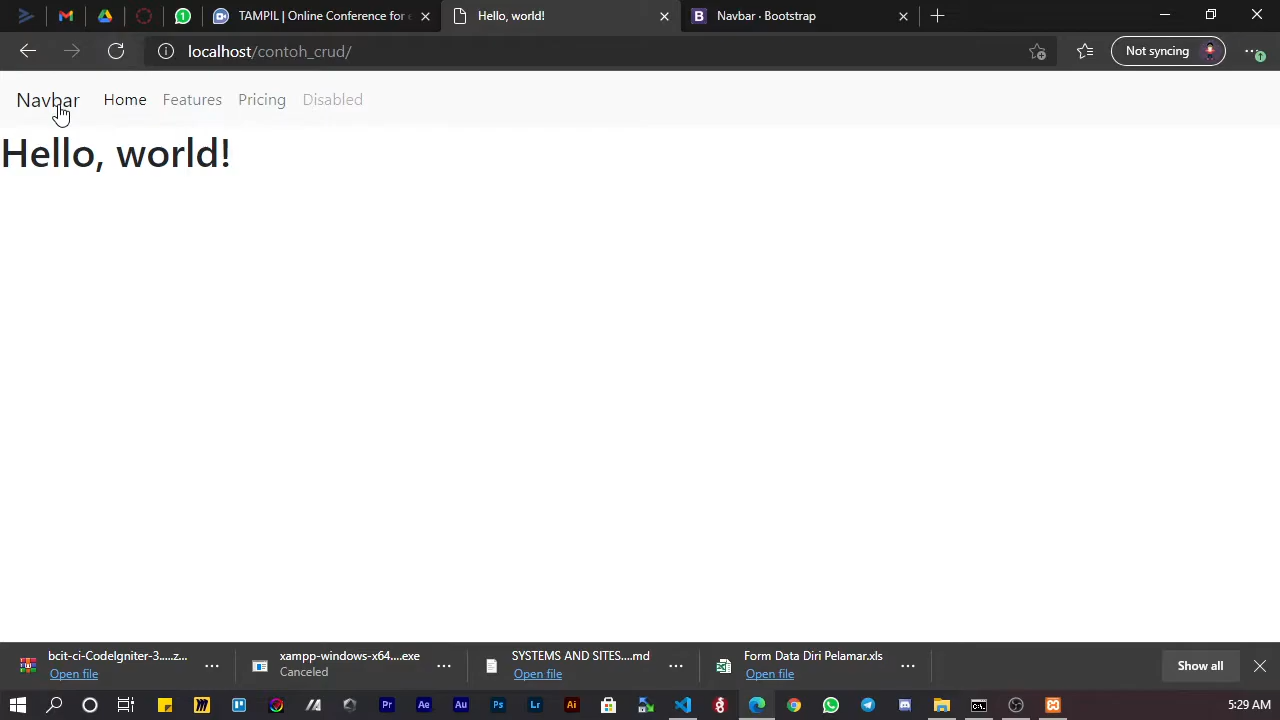 TAMPIL | Online Conference for e
Hello, world!
Navbar · Bootstrap
localhost/contoh_crud/
Not syncing
Navbar
Home
Features
Pricing
Disabled
Hello, world!
bcit-ci-CodeIgniter-3.....z...
Open file
xampp-windows-x64....exe
Canceled
SYSTEMS AND SITES....md
Open file
Form Data Diri Pelamar.xls
Open file
Show all
5:29 AM